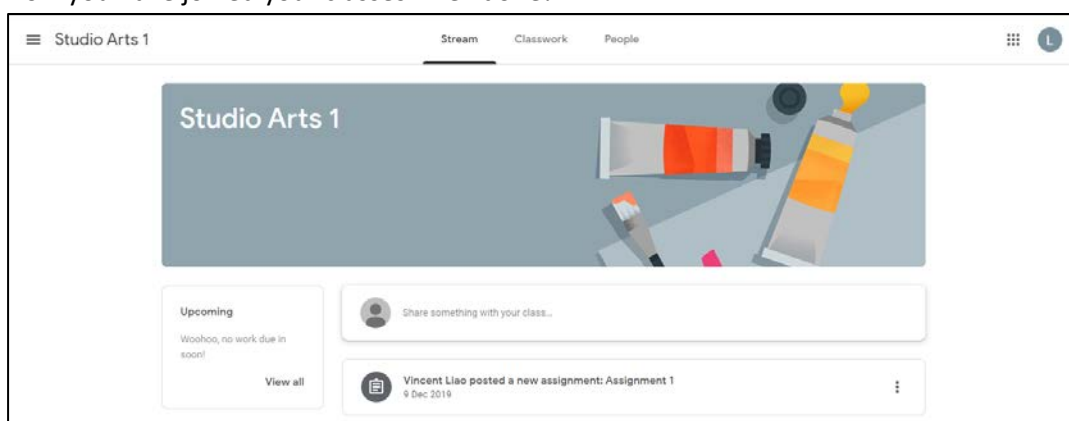 Studio Arts 1
Stream Classwork People
L
Studio Arts 1
Upcoming
Woohoo, no work due in
soon!
View all
Share something with your class...
Vincent Liao posted a new assignment: Assignment 1
9 Dec 2019